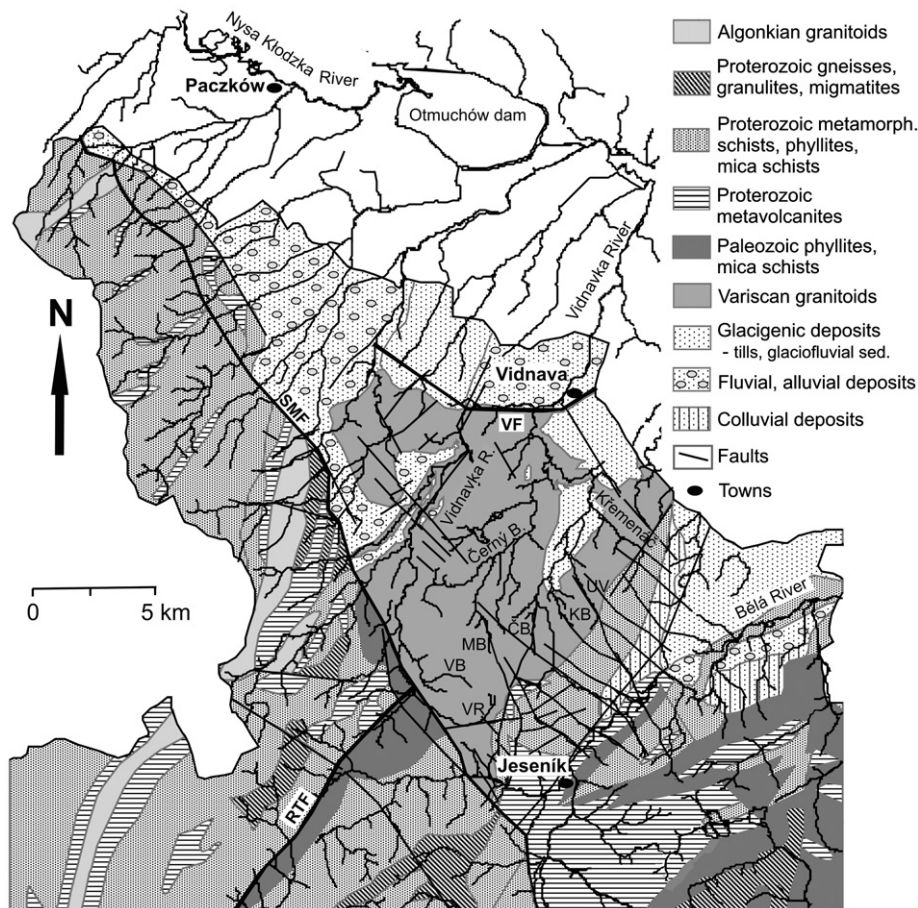 Nysa Kłodzka River
Paczków
Otmuchów dam
Vidnavka River
N
SMF
Vidnava
VF
Vidnavka R.
Černý B.
Křemenáč
UV
KB
ČB
MB
VB
VR
Bělá River
0 5 km
Jeseník
RTF
Algonkian granitoids
Proterozoic gneisses,
granulites, migmatites
Proterozoic metamorph.
schists, phyllites,
mica schists
Proterozoic
metavolcanites
Paleozoic phyllites,
mica schists
Variscan granitoids
Glacigenic deposits
- tills, glaciofluvial sed.
Fluvial, alluvial deposits
Colluvial deposits
Faults
Towns